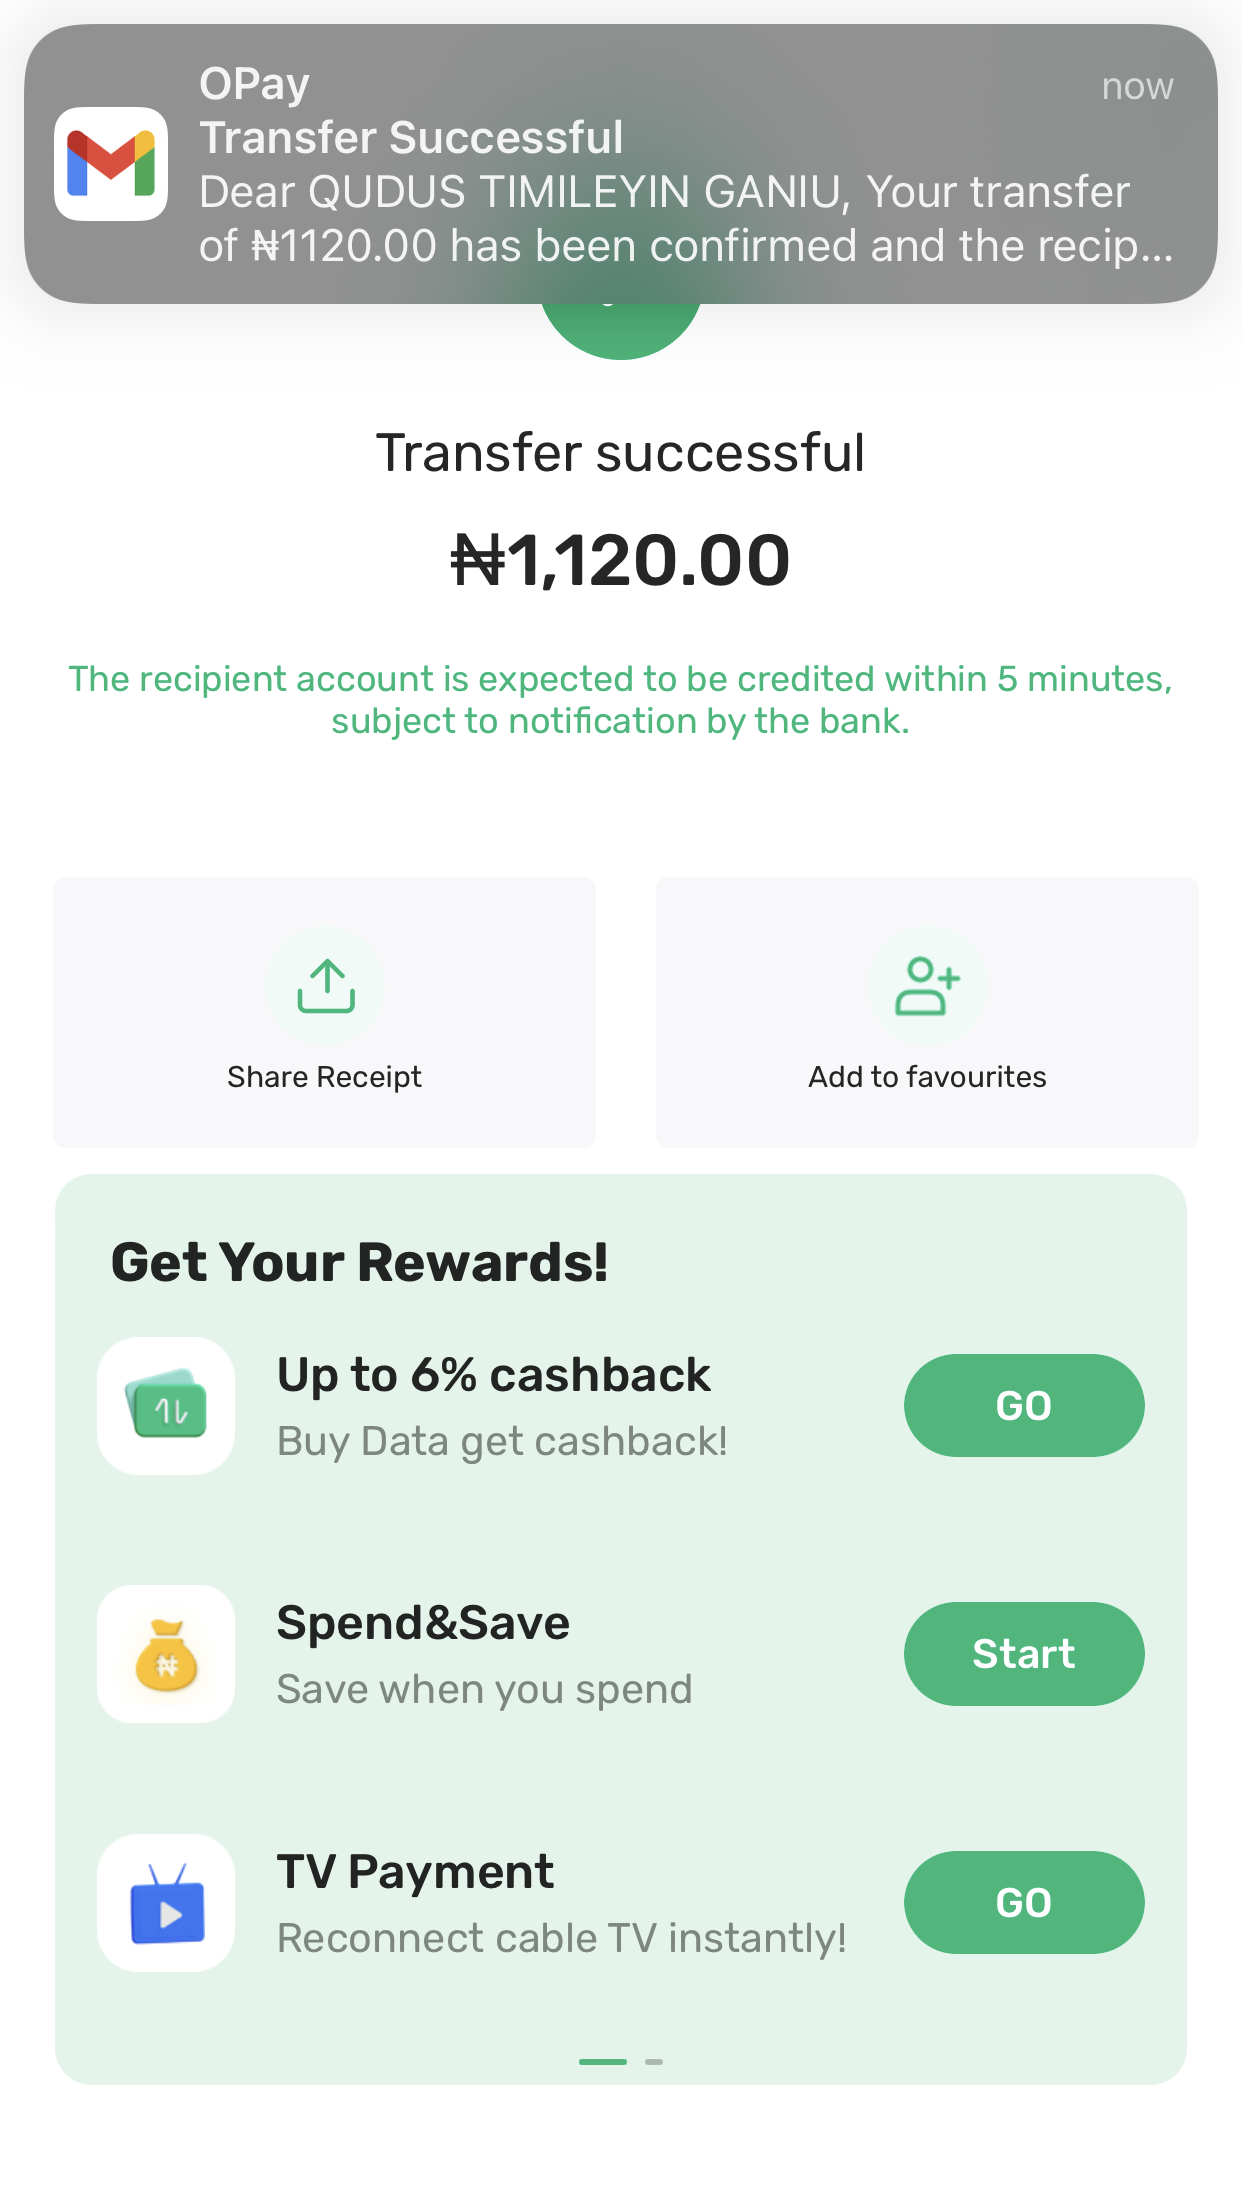 OPay
now
Transfer Successful
Dear QUDUS TIMILEYIN GANIU, Your transfer
of ₦1120.00 has been confirmed and the recip...
Transfer successful
₦1,120.00
The recipient account is expected to be credited within 5 minutes,
subject to notification by the bank.
Share Receipt
Add to favourites
Get Your Rewards!
Up to 6% cashback
Buy Data get cashback!
GO
Spend&Save
Save when you spend
Start
TV Payment
Reconnect cable TV instantly!
GO